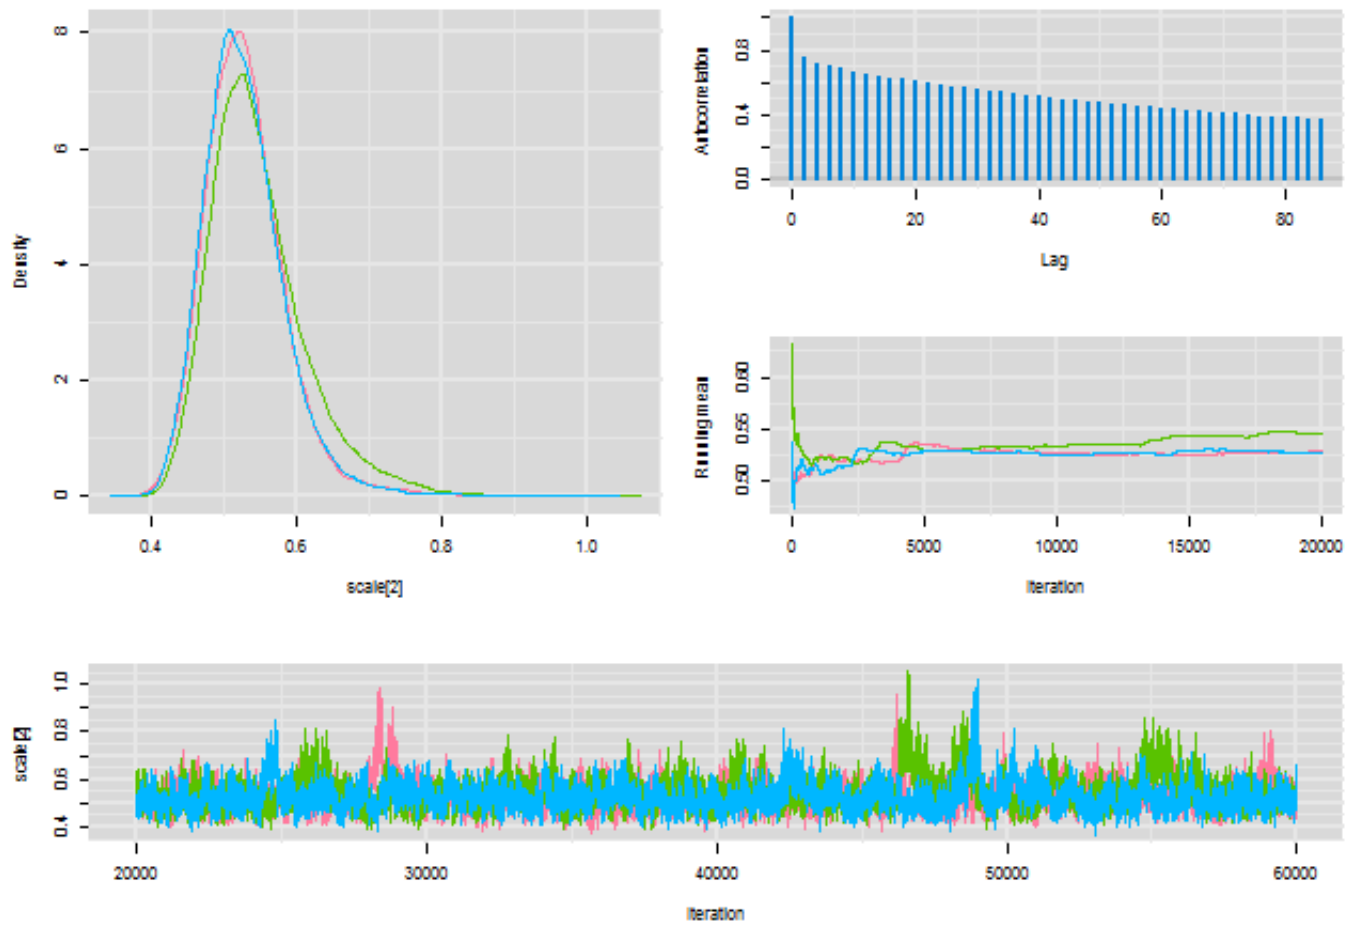 Density
8
6
4
2
0
0.4 0.6 0.8 1.0
scale[2]
Autocorrelation
0.8
0.4
0.0
0 20 40 60 80
Lag
Running mean
0.60
0.55
0.50
0 5000 10000 15000 20000
Iteration
scale[2]
1.0
0.8
0.6
0.4
20000 30000 40000 50000 60000
Iteration